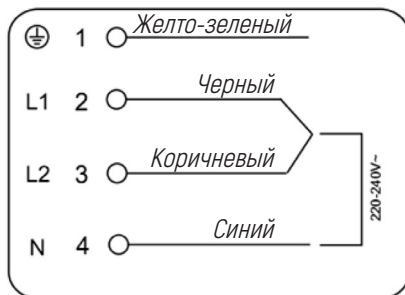 1 Желто-зеленый
L1 2 Черный
L2 3 Коричневый
N 4 Синий
220-240V~